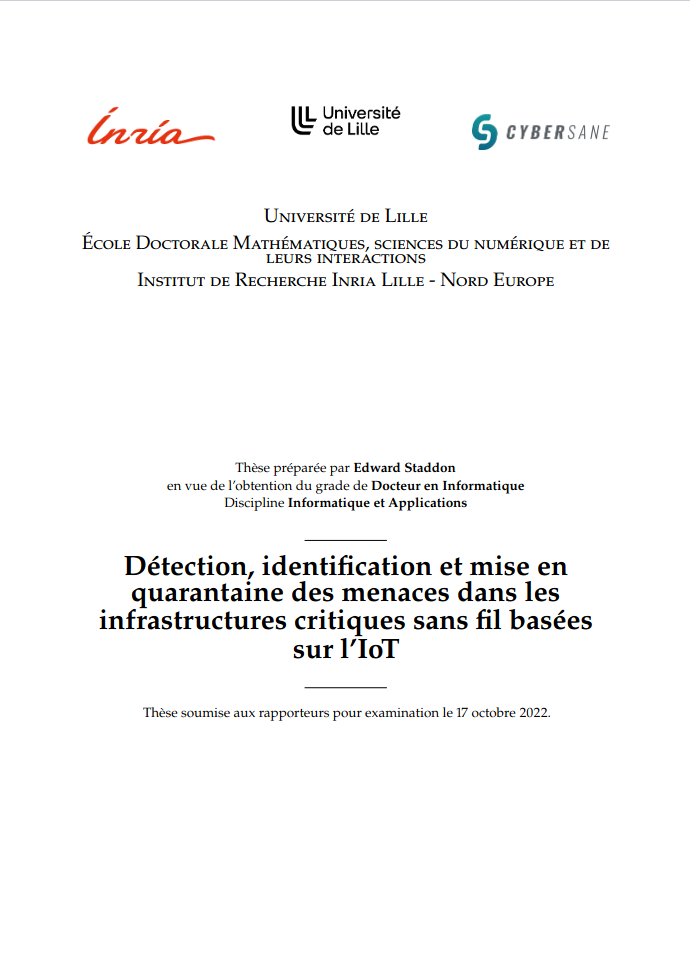 Inria
Université
de Lille
CYBERSANE
Université de Lille
École Doctorale Mathématiques, sciences du numérique et de
leurs interactions
Institut de Recherche Inria Lille - Nord Europe
Thèse préparée par Edward Staddon
en vue de l'obtention du grade de Docteur en Informatique
Discipline Informatique et Applications
Détection, identification et mise en
quarantaine des menaces dans les
infrastructures critiques sans fil basées
sur l'IoT
Thèse soumise aux rapporteurs pour examination le 17 octobre 2022.